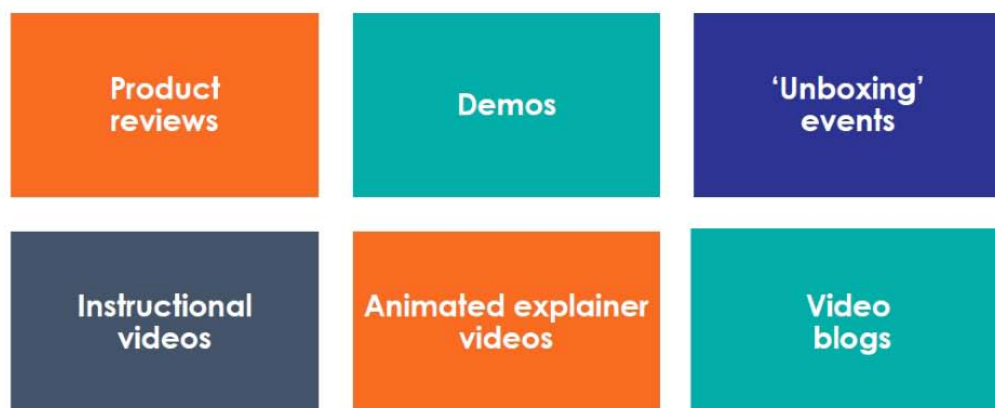 Product
reviews
Demos
‘Unboxing’
events
Instructional
videos
Animated explainer
videos
Video
blogs